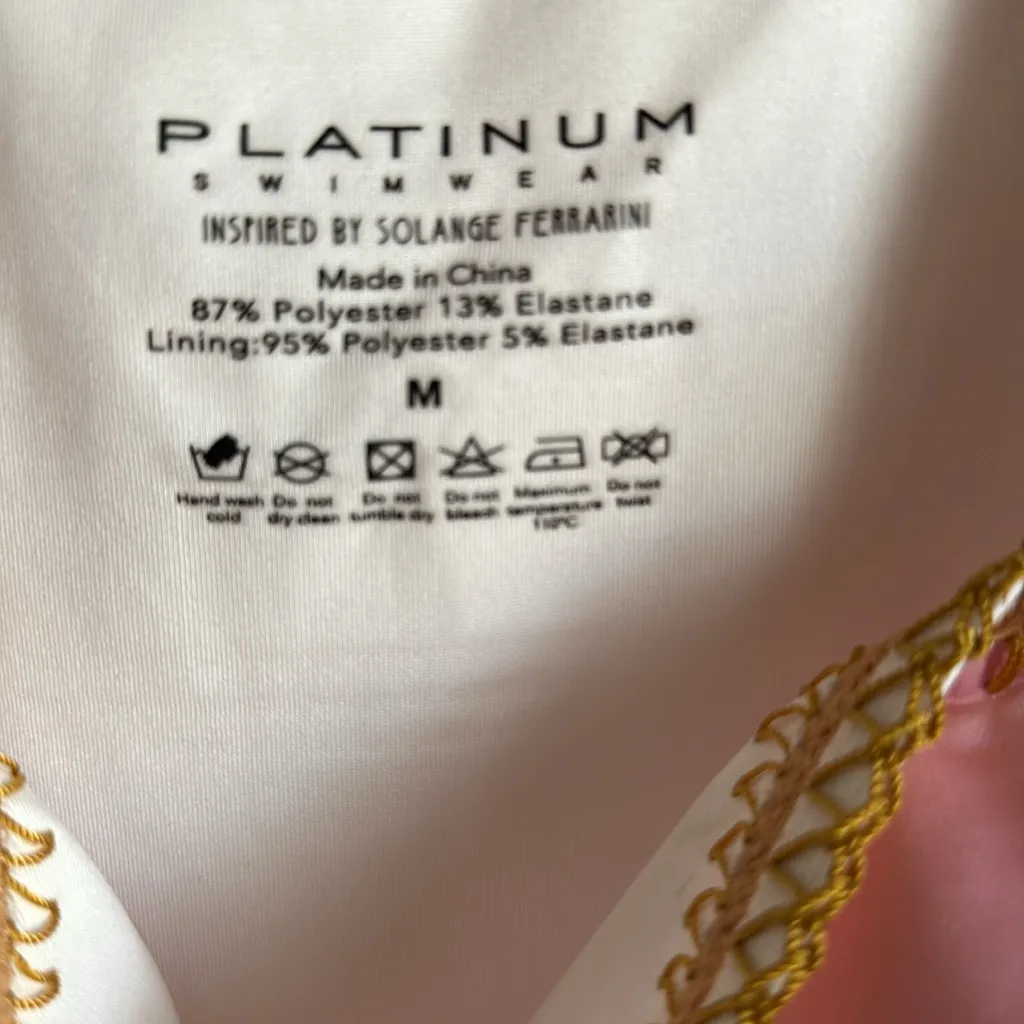 PLATINUM
SWIMWEAR
INSPIRED BY SOLANGE FERRARINI
Made in China
87% Polyester 13% Elastane
Lining:95% Polyester 5% Elastane
M
Hand wash cold
Do not dry clean
Do not tumble dry
Do not bleach
Maximum temperature 110°C
Do not twist